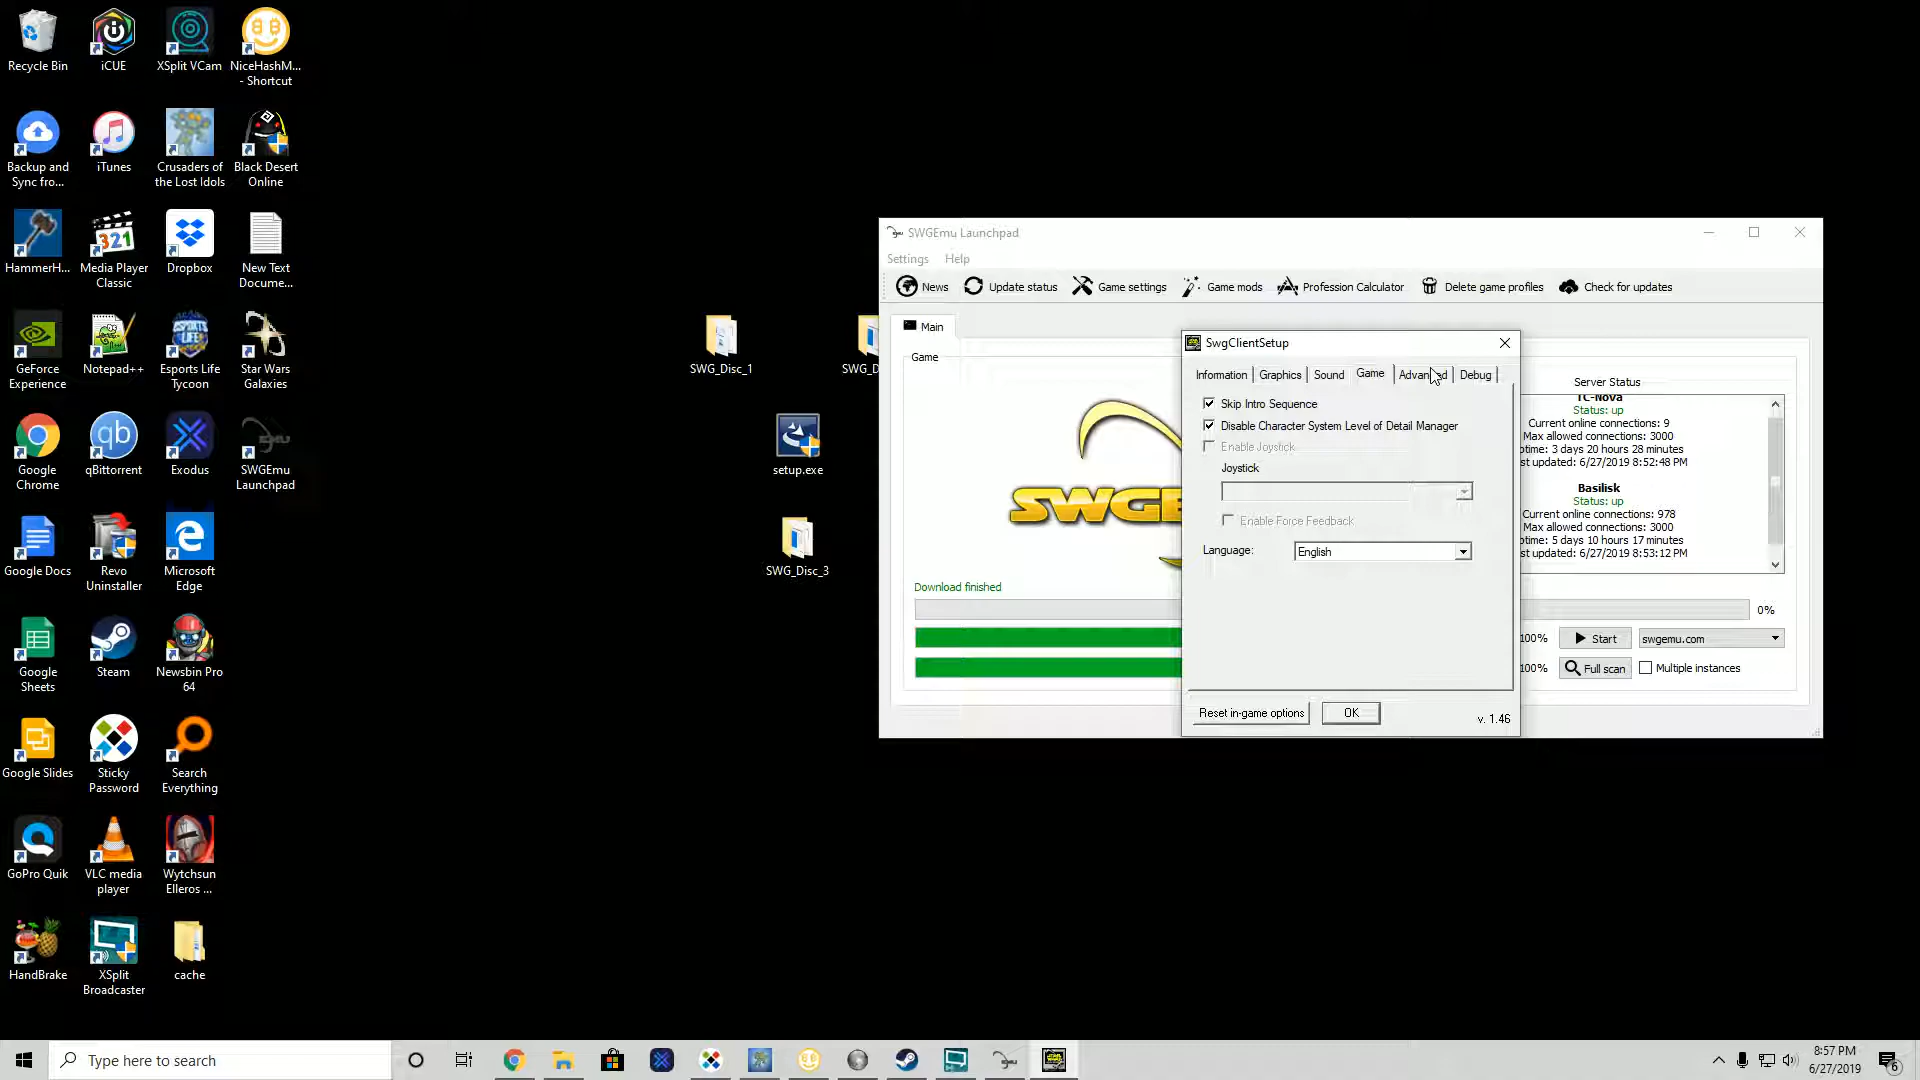 Recycle Bin
iCUE
XSplit VCam
NiceHashM...
- Shortcut
Backup and
Sync fro...
iTunes
Crusaders of
the Lost Idols
Black Desert
Online
HammerH...
Media Player
Classic
Dropbox
New Text
Docume...
GeForce
Experience
Notepad++
Esports Life
Tycoon
Star Wars
Galaxies
Google
Chrome
qBittorrent
Exodus
SWGEmu
Launchpad
Google Docs
Revo
Uninstaller
Microsoft
Edge
Google
Sheets
Steam
Newsbin Pro
64
Google Slides
Sticky
Password
Search
Everything
GoPro Quik
VLC media
player
Wytchsun
Elleros ...
HandBrake
XSplit
Broadcaster
cache
SWG_Disc_1
SWG_D
setup.exe
SWG_Disc_3
SWGEmu Launchpad
Settings Help
News Update status Game settings Game mods Profession Calculator Delete game profiles Check for updates
Main
Game
SWGE
Download finished
Server Status
TC-Nova
Status: up
Current online connections: 9
Max allowed connections: 3000
ptime: 3 days 20 hours 28 minutes
st updated: 6/27/2019 8:52:48 PM
Basilisk
Status: up
Current online connections: 978
Max allowed connections: 3000
ptime: 5 days 10 hours 17 minutes
st updated: 6/27/2019 8:53:12 PM
0%
100% Start swgemu.com
100% Full scan Multiple instances
SwgClientSetup
Information Graphics Sound Game Advanced Debug
Skip Intro Sequence
Disable Character System Level of Detail Manager
Enable Joystick
Joystick
Enable Force Feedback
Language: English
Reset in-game options OK v. 1.46
Type here to search
8:57 PM
6/27/2019
6